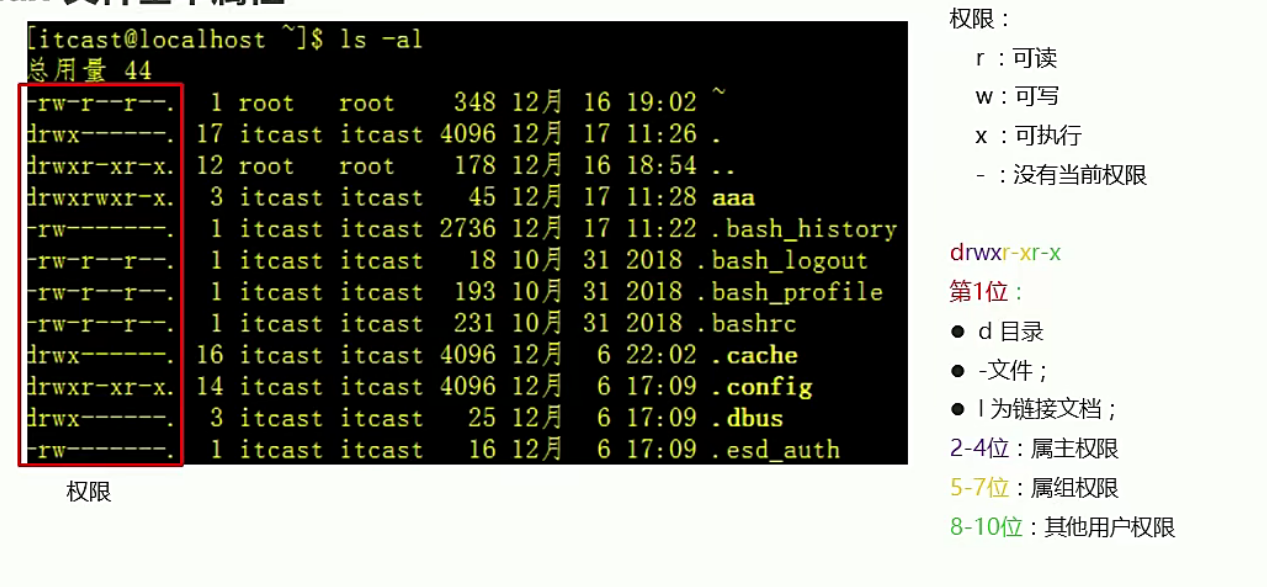 文件基本属性
[itcast@localhost ~]$ ls -al
总用量 44
-rw-r--r--. 1 root root 348 12月 16 19:02 ~
drwx------. 17 itcast itcast 4096 12月 17 11:26 .
drwxr-xr-x. 12 root root 178 12月 16 18:54 ..
drwxrwxr-x. 3 itcast itcast 45 12月 17 11:28 aaa
-rw-------. 1 itcast itcast 2736 12月 17 11:22 .bash_history
-rw-r--r--. 1 itcast itcast 18 10月 31 2018 .bash_logout
-rw-r--r--. 1 itcast itcast 193 10月 31 2018 .bash_profile
-rw-r--r--. 1 itcast itcast 231 10月 31 2018 .bashrc
drwx------. 16 itcast itcast 4096 12月 6 22:02 .cache
drwxr-xr-x. 14 itcast itcast 4096 12月 6 17:09 .config
drwx------. 3 itcast itcast 25 12月 6 17:09 .dbus
-rw-------. 1 itcast itcast 16 12月 6 17:09 .esd_auth
权限
权限：
r ：可读
w：可写
x ：可执行
- ：没有当前权限
drwxr-xr-x
第1位：
● d 目录
● -文件；
● l 为链接文档；
2-4位：属主权限
5-7位：属组权限
8-10位：其他用户权限